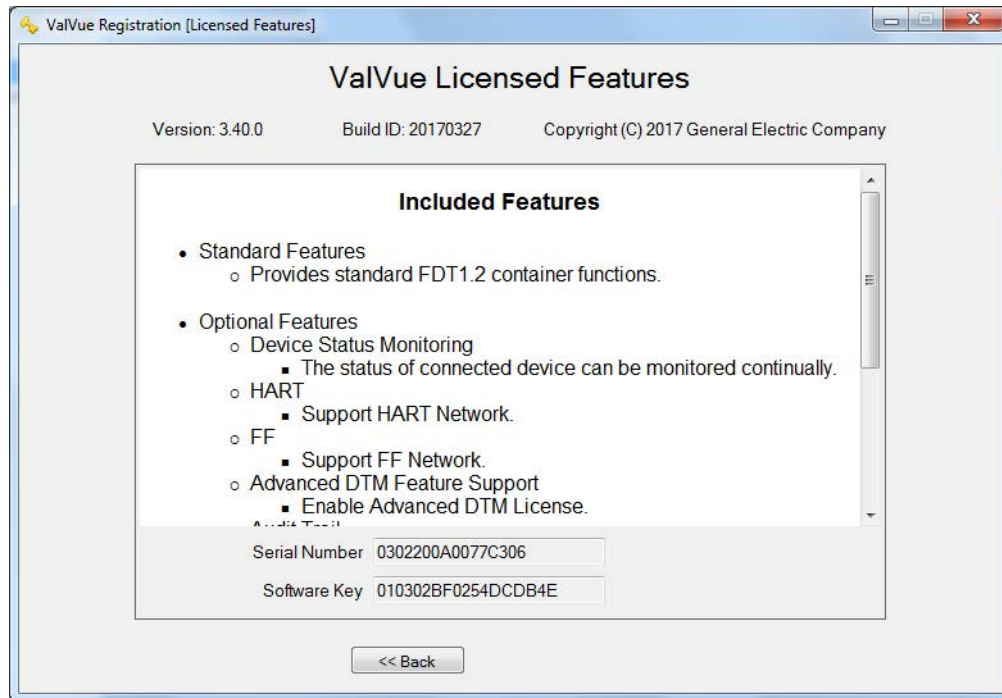 ValVue Registration [Licensed Features]
ValVue Licensed Features
Version: 3.40.0 Build ID: 20170327 Copyright (C) 2017 General Electric Company
Included Features
• Standard Features
o Provides standard FDT1.2 container functions.
• Optional Features
o Device Status Monitoring
▪ The status of connected device can be monitored continually.
o HART
▪ Support HART Network.
o FF
▪ Support FF Network.
o Advanced DTM Feature Support
▪ Enable Advanced DTM License.
Audit Trail
Serial Number 0302200A0077C306
Software Key 010302BF0254DCDB4E
<< Back